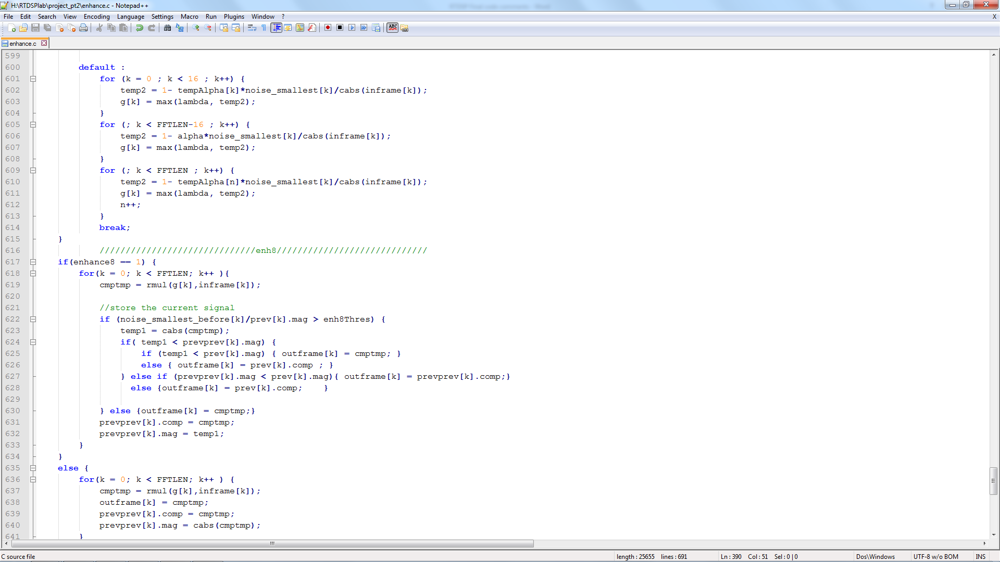 H:\RTDSPlab\project_pt2\enhance.c - Notepad++
File Edit Search View Encoding Language Settings Macro Run Plugins Window ? X
ABC
enhance.c
599
600 default :
601 for (k = 0 ; k < 16 ; k++) {
602 temp2 = 1- tempAlpha[k]*noise_smallest[k]/cabs(inframe[k]);
603 g[k] = max(lambda, temp2);
604 }
605 for (; k < FFTLEN-16 ; k++) {
606 temp2 = 1- alpha*noise_smallest[k]/cabs(inframe[k]);
607 g[k] = max(lambda, temp2);
608 }
609 for (; k < FFTLEN ; k++) {
610 temp2 = 1- tempAlpha[n]*noise_smallest[k]/cabs(inframe[k]);
611 g[k] = max(lambda, temp2);
612 n++;
613 }
614 break;
615 }
616 //////////////////////////////enh8/////////////////////////////
617 if(enhance8 == 1) {
618 for(k = 0; k < FFTLEN; k++ ){
619 cmptmp = rmul(g[k],inframe[k]);
620
621 //store the current signal
622 if (noise_smallest_before[k]/prev[k].mag > enh8Thres) {
623 temp1 = cabs(cmptmp);
624 if( temp1 < prevprev[k].mag) {
625 if (temp1 < prev[k].mag) { outframe[k] = cmptmp; }
626 else { outframe[k] = prev[k].comp ; }
627 } else if (prevprev[k].mag < prev[k].mag){ outframe[k] = prevprev[k].comp;}
628 else {outframe[k] = prev[k].comp; }
629
630 } else {outframe[k] = cmptmp;}
631 prevprev[k].comp = cmptmp;
632 prevprev[k].mag = temp1;
633 }
634 }
635 else {
636 for(k = 0; k < FFTLEN; k++ ) {
637 cmptmp = rmul(g[k],inframe[k]);
638 outframe[k] = cmptmp;
639 prevprev[k].comp = cmptmp;
640 prevprev[k].mag = cabs(cmptmp);
641 }
C source file length : 25655 lines : 691 Ln : 390 Col : 51 Sel : 0 | 0 Dos\Windows UTF-8 w/o BOM INS